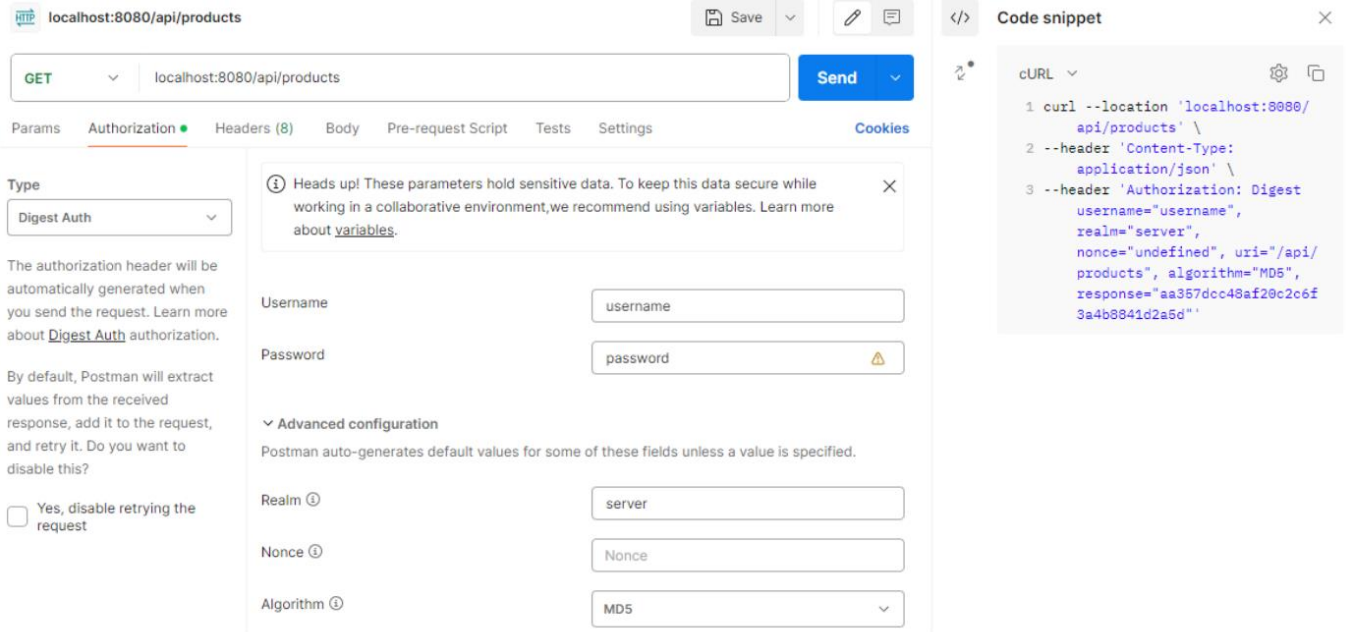 HTTP localhost:8080/api/products
Save
GET localhost:8080/api/products
Send
Params Authorization Headers (8) Body Pre-request Script Tests Settings Cookies
Type
Digest Auth
The authorization header will be
automatically generated when
you send the request. Learn more
about Digest Auth authorization.
By default, Postman will extract
values from the received
response, add it to the request,
and retry it. Do you want to
disable this?
Yes, disable retrying the
request
Heads up! These parameters hold sensitive data. To keep this data secure while
working in a collaborative environment,we recommend using variables. Learn more
about variables.
Username username
Password password
Advanced configuration
Postman auto-generates default values for some of these fields unless a value is specified.
Realm server
Nonce Nonce
Algorithm MD5
</> Code snippet
cURL
1 curl --location 'localhost:8080/
api/products' \
2 --header 'Content-Type:
application/json' \
3 --header 'Authorization: Digest
username="username",
realm="server",
nonce="undefined", uri="/api/
products", algorithm="MD5",
response="aa357dcc48af20c2c6f
3a4b8841d2a5d"'